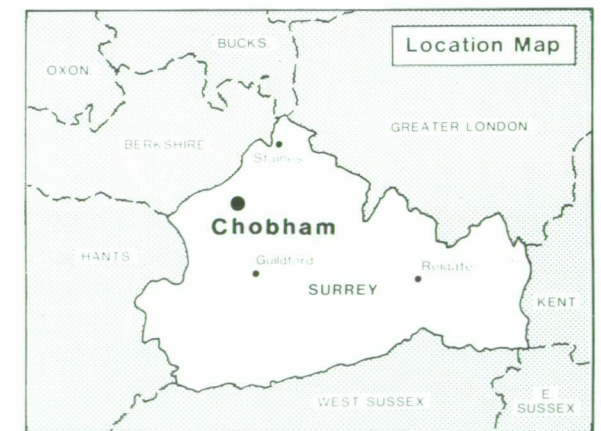 BUCKS.
Location Map
OXON.
GREATER LONDON
BERKSHIRE
Staines
Chobham
HANTS
Guildford
Reigate
SURREY
KENT
WEST SUSSEX
E.
SUSSEX